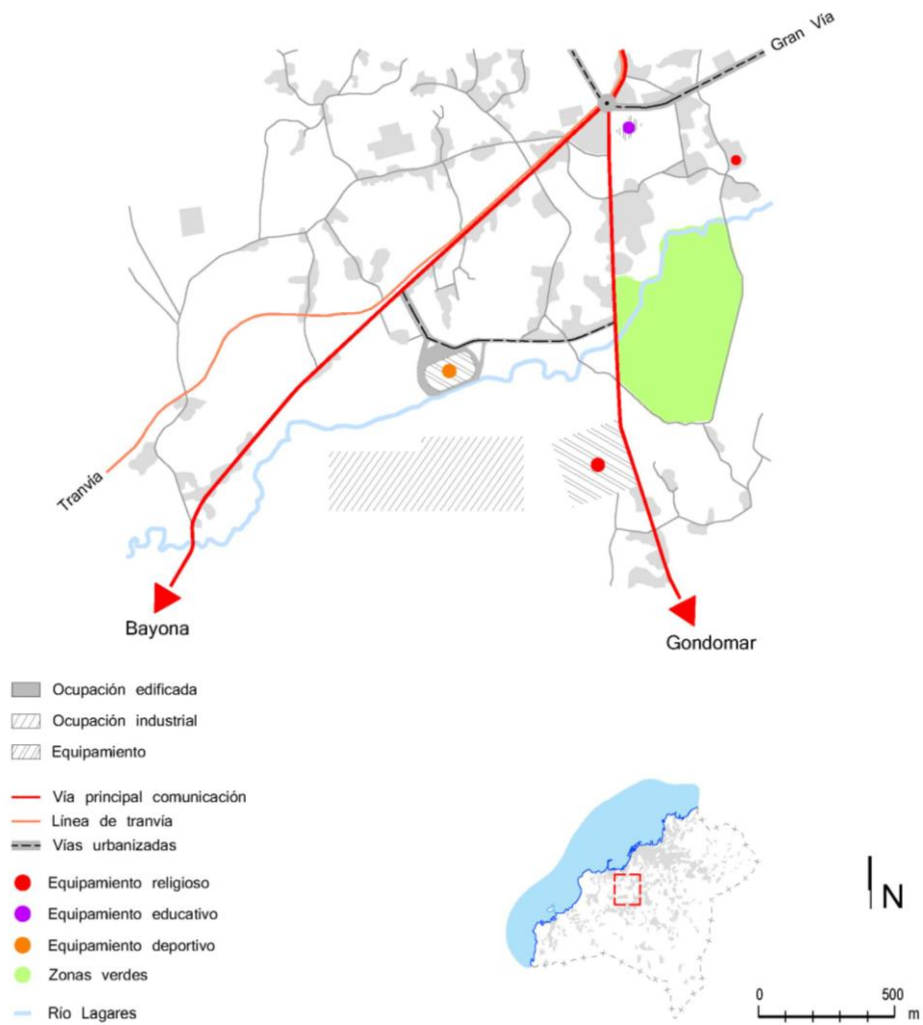 Gran Vía
Tranvía
Bayona
Gondomar
Ocupación edificada
Ocupación industrial
Equipamiento
Vía principal comunicación
Línea de tranvía
Vías urbanizadas
Equipamiento religioso
Equipamiento educativo
Equipamiento deportivo
Zonas verdes
Río Lagares
N
0 500
m